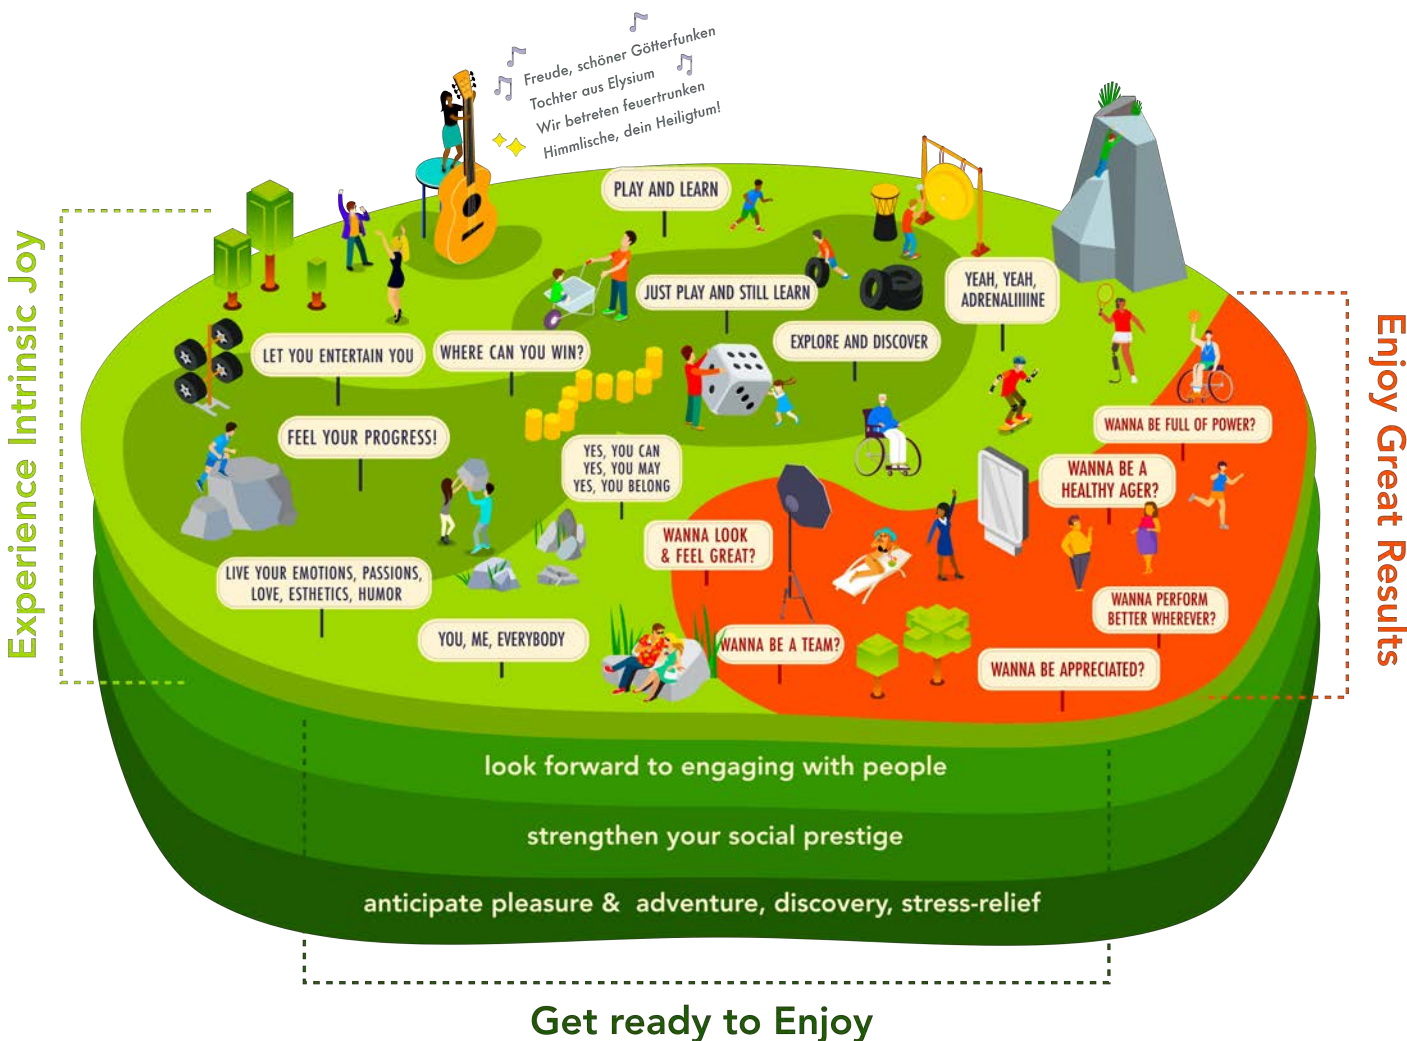 Freude, schöner Götterfunken
Tochter aus Elysium
Wir betreten feuertrunken
Himmlische, dein Heiligtum!
PLAY AND LEARN
JUST PLAY AND STILL LEARN
YEAH, YEAH,
ADRENALIIIINE
LET YOU ENTERTAIN YOU
WHERE CAN YOU WIN?
EXPLORE AND DISCOVER
FEEL YOUR PROGRESS!
YES, YOU CAN
YES, YOU MAY
YES, YOU BELONG
WANNA BE FULL OF POWER?
WANNA BE A
HEALTHY AGER?
WANNA LOOK
& FEEL GREAT?
LIVE YOUR EMOTIONS, PASSIONS,
LOVE, ESTHETICS, HUMOR
YOU, ME, EVERYBODY
WANNA BE A TEAM?
WANNA PERFORM
BETTER WHEREVER?
WANNA BE APPRECIATED?
Experience Intrinsic Joy
Enjoy Great Results
look forward to engaging with people
strengthen your social prestige
anticipate pleasure & adventure, discovery, stress-relief
Get ready to Enjoy